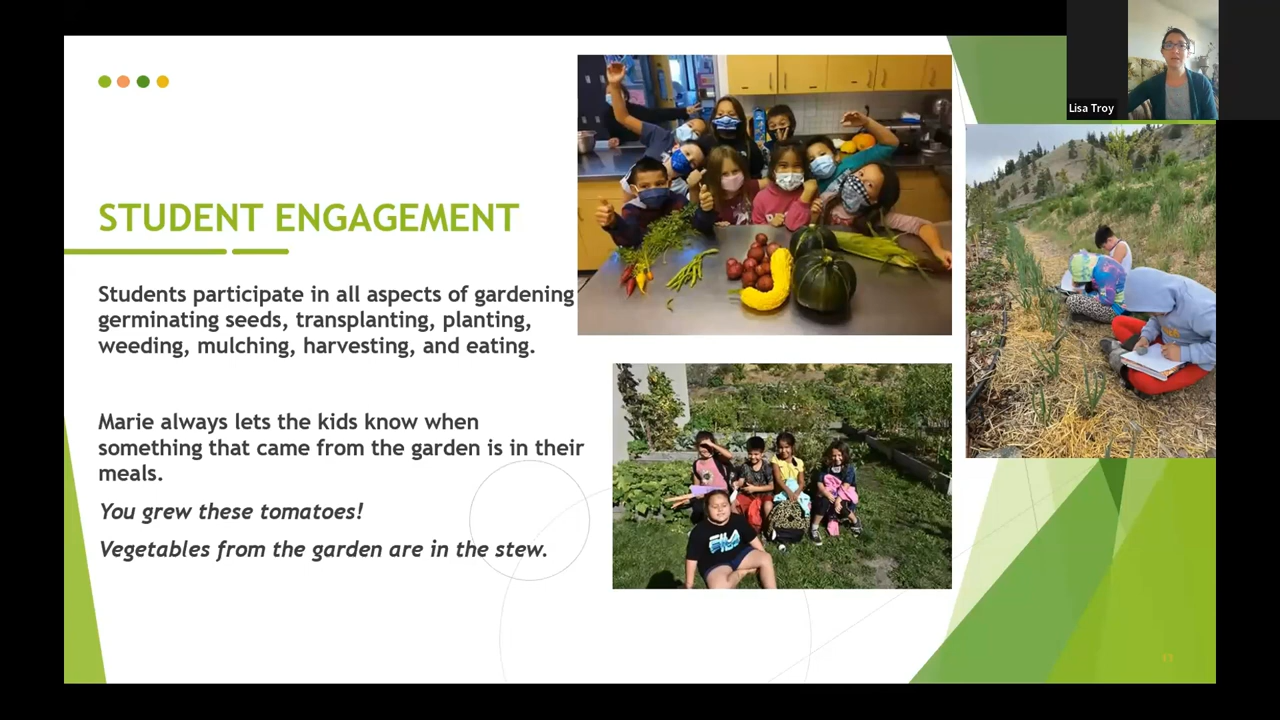 Lisa Troy
STUDENT ENGAGEMENT
Students participate in all aspects of gardening
germinating seeds, transplanting, planting,
weeding, mulching, harvesting, and eating.
Marie always lets the kids know when
something that came from the garden is in their
meals.
You grew these tomatoes!
Vegetables from the garden are in the stew.